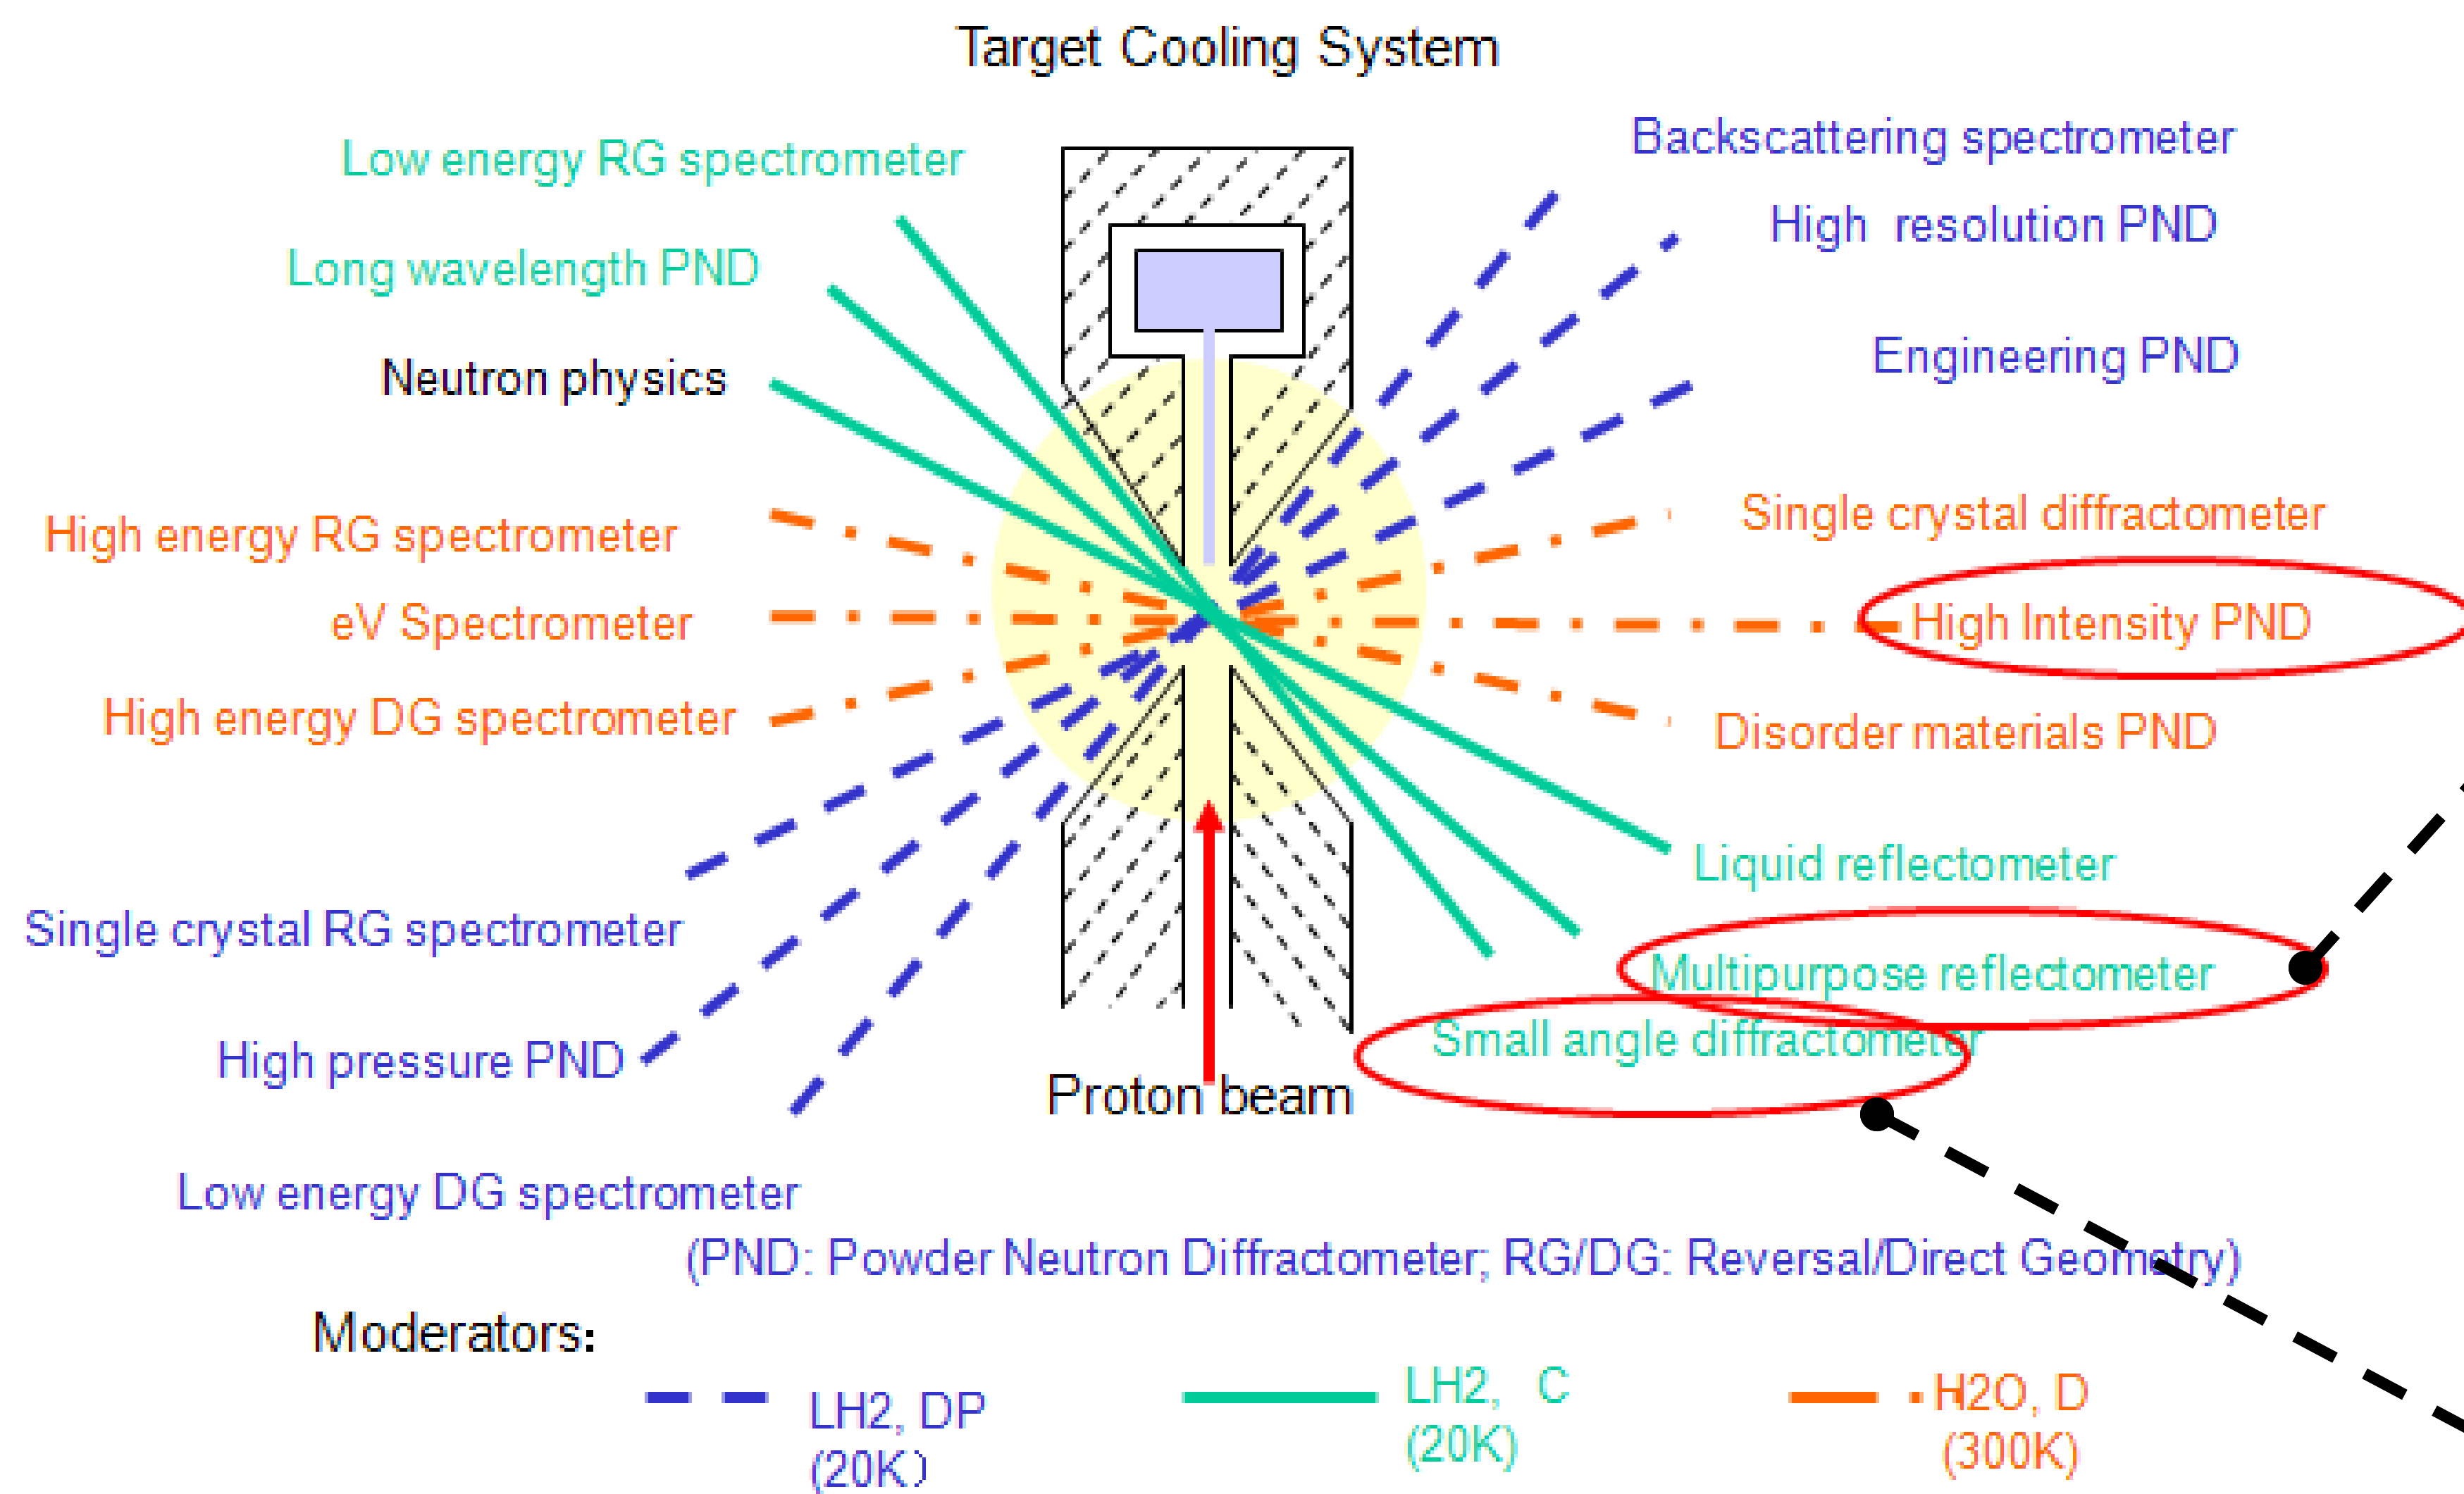 Target Cooling System
Low energy RG spectrometer
Long wavelength PND
Neutron physics
High energy RG spectrometer
eV Spectrometer
High energy DG spectrometer
Single crystal RG spectrometer
High pressure PND
Low energy DG spectrometer
Backscattering spectrometer
High resolution PND
Engineering PND
Single crystal diffractometer
High Intensity PND
Disorder materials PND
Liquid reflectometer
Multipurpose reflectometer
Small angle diffractometer
Proton beam
(PND: Powder Neutron Diffractometer; RG/DG: Reversal/Direct Geometry)
Moderators:
LH2, DP
(20K)
LH2, C
(20K)
H2O, D
(300K)